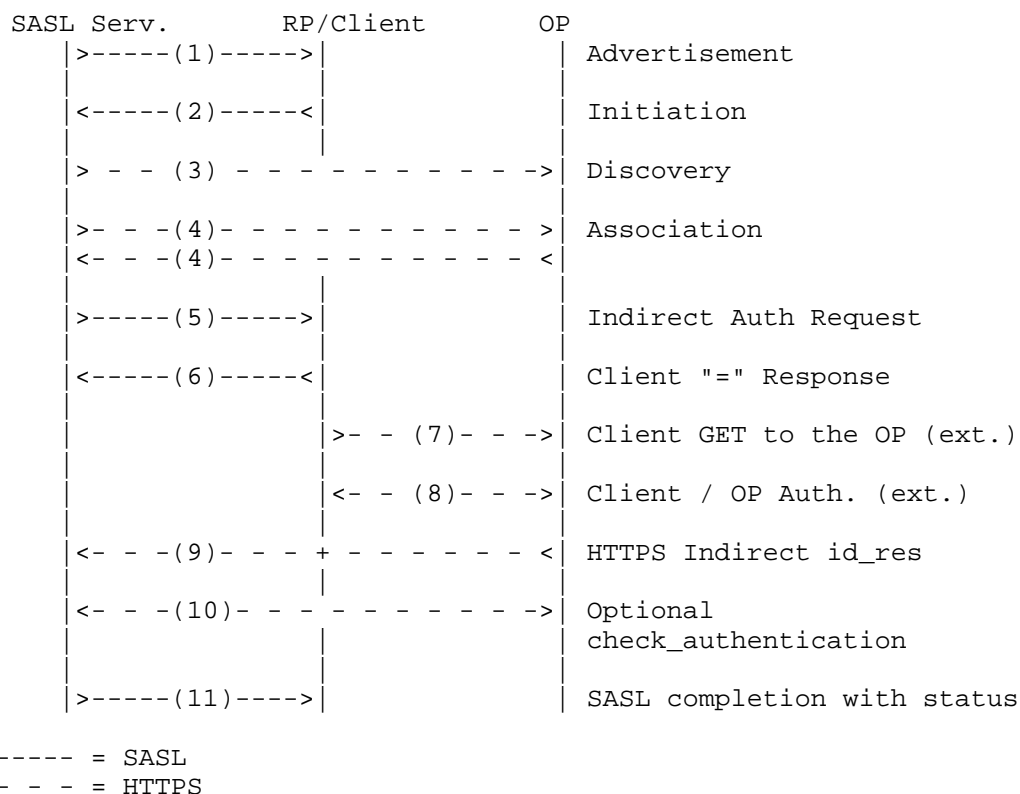 SASL Serv.         RP/Client        OP
    |>-----(1)----->|               | Advertisement
    |               |               |
    |<-----(2)-----<|               | Initiation
    |               |               |
    |> - - (3) - - - - - - - - - ->| Discovery
    |               |               |
    |>- - -(4)- - - - - - - - - - >| Association
    |<- - -(4)- - - - - - - - - - <|
    |               |               |
    |>-----(5)----->|               | Indirect Auth Request
    |               |               |
    |<-----(6)-----<|               | Client "=" Response
    |               |               |
    |               |>- - (7)- - ->| Client GET to the OP (ext.)
    |               |               |
    |               |<- - (8)- - ->| Client / OP Auth. (ext.)
    |               |               |
    |<- - -(9)- - - + - - - - - - <| HTTPS Indirect id_res
    |               |               |
    |<- - -(10)- - - - - - - - - ->| Optional
    |               |               | check_authentication
    |               |               |
    |>-----(11)---->|               | SASL completion with status
----- = SASL
- - - = HTTPS